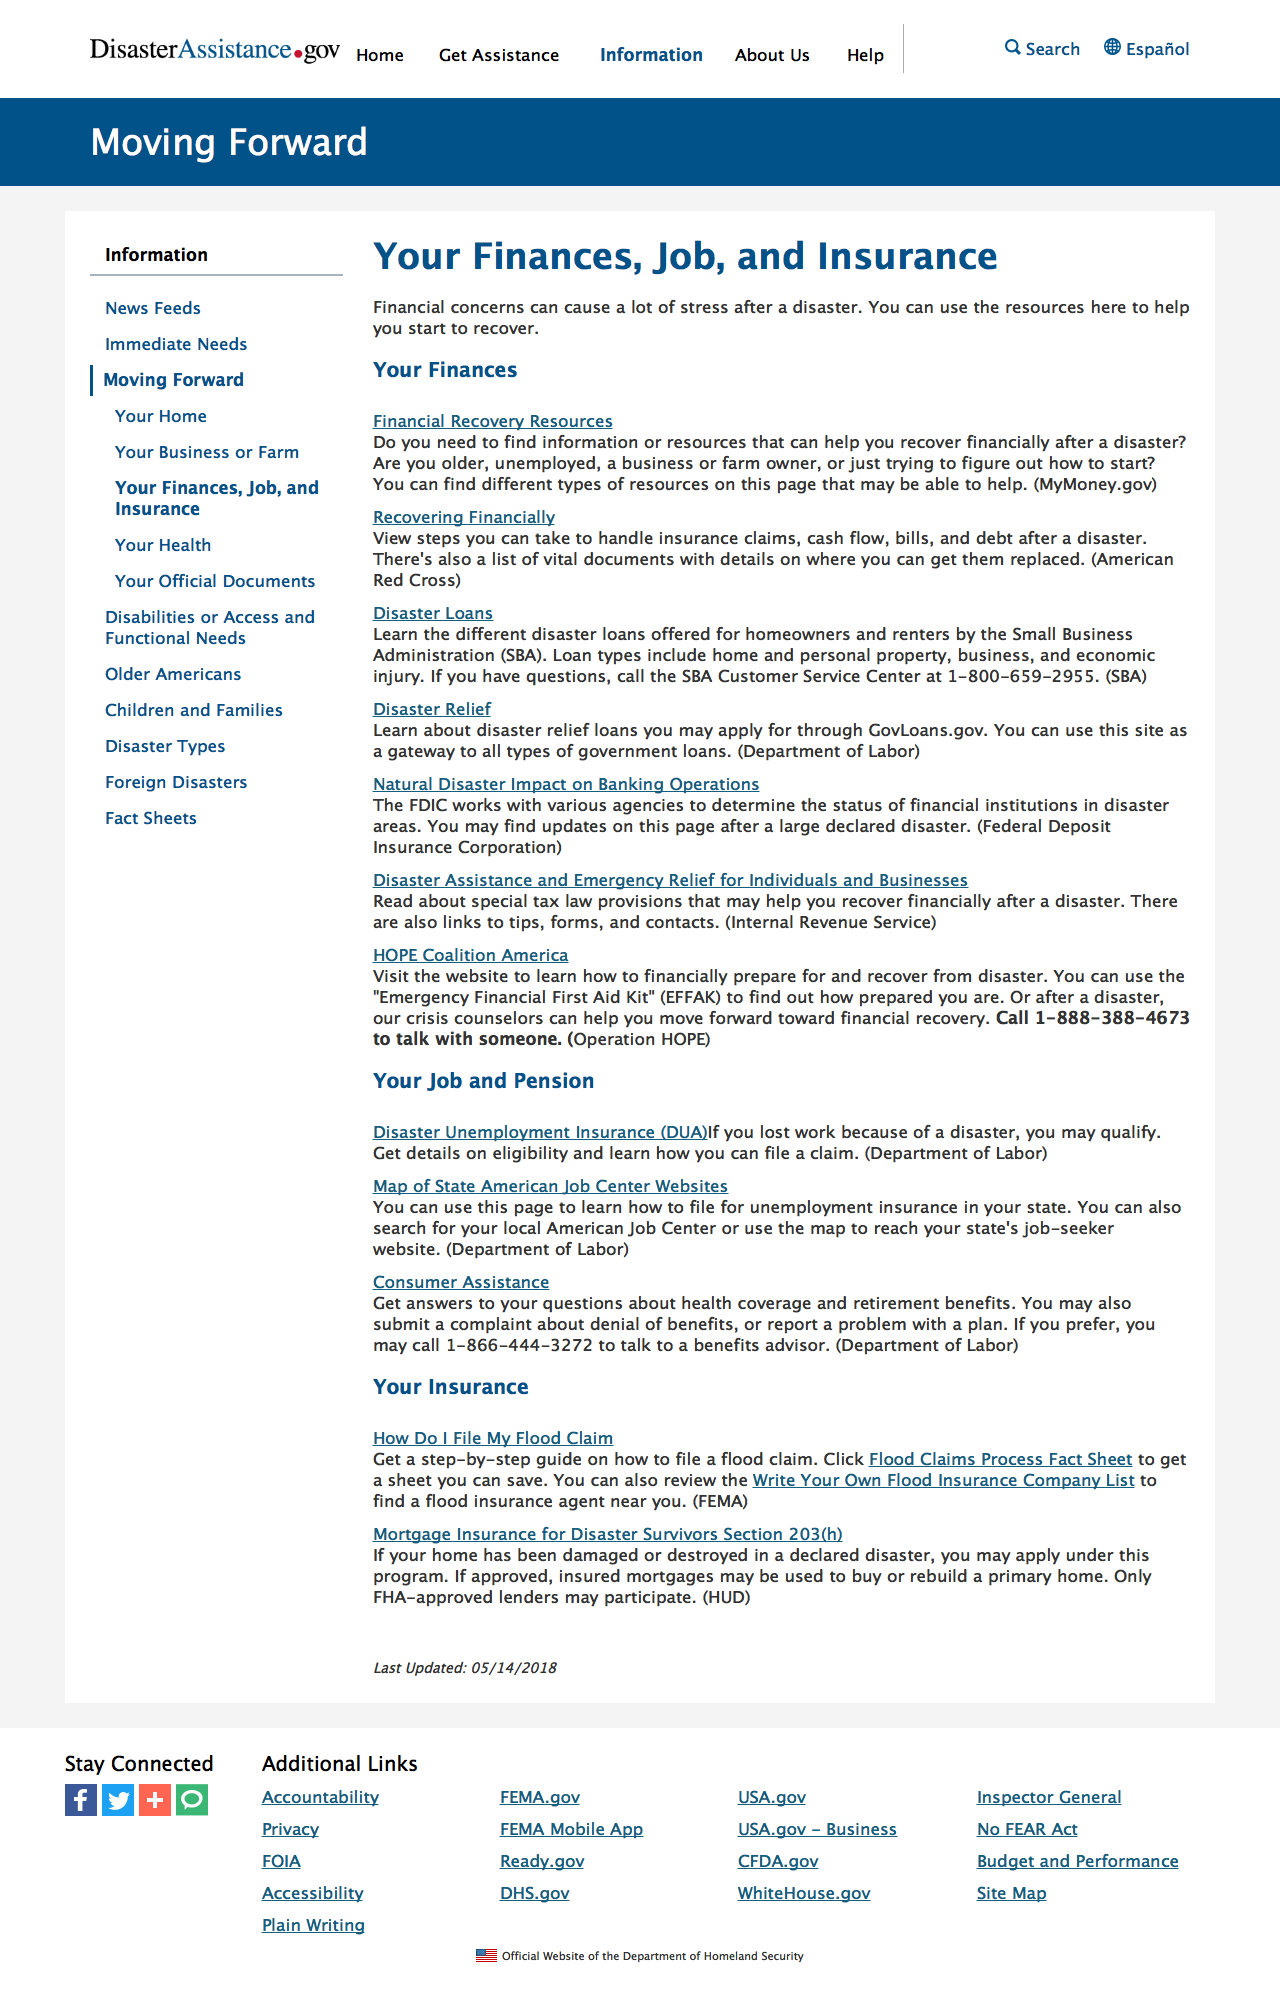 DisasterAssistance.gov
Home
Get Assistance
Information
About Us
Help
Search
Español
Moving Forward
Information
News Feeds
Immediate Needs
Moving Forward
Your Home
Your Business or Farm
Your Finances, Job, and
Insurance
Your Health
Your Official Documents
Disabilities or Access and
Functional Needs
Older Americans
Children and Families
Disaster Types
Foreign Disasters
Fact Sheets
Your Finances, Job, and Insurance
Financial concerns can cause a lot of stress after a disaster. You can use the resources here to help
you start to recover.
Your Finances
Financial Recovery Resources
Do you need to find information or resources that can help you recover financially after a disaster?
Are you older, unemployed, a business or farm owner, or just trying to figure out how to start?
You can find different types of resources on this page that may be able to help. (MyMoney.gov)
Recovering Financially
View steps you can take to handle insurance claims, cash flow, bills, and debt after a disaster.
There's also a list of vital documents with details on where you can get them replaced. (American
Red Cross)
Disaster Loans
Learn the different disaster loans offered for homeowners and renters by the Small Business
Administration (SBA). Loan types include home and personal property, business, and economic
injury. If you have questions, call the SBA Customer Service Center at 1-800-659-2955. (SBA)
Disaster Relief
Learn about disaster relief loans you may apply for through GovLoans.gov. You can use this site as
a gateway to all types of government loans. (Department of Labor)
Natural Disaster Impact on Banking Operations
The FDIC works with various agencies to determine the status of financial institutions in disaster
areas. You may find updates on this page after a large declared disaster. (Federal Deposit
Insurance Corporation)
Disaster Assistance and Emergency Relief for Individuals and Businesses
Read about special tax law provisions that may help you recover financially after a disaster. There
are also links to tips, forms, and contacts. (Internal Revenue Service)
HOPE Coalition America
Visit the website to learn how to financially prepare for and recover from disaster. You can use the
"Emergency Financial First Aid Kit" (EFFAK) to find out how prepared you are. Or after a disaster,
our crisis counselors can help you move forward toward financial recovery. Call 1-888-388-4673
to talk with someone. (Operation HOPE)
Your Job and Pension
Disaster Unemployment Insurance (DUA)If you lost work because of a disaster, you may qualify.
Get details on eligibility and learn how you can file a claim. (Department of Labor)
Map of State American Job Center Websites
You can use this page to learn how to file for unemployment insurance in your state. You can also
search for your local American Job Center or use the map to reach your state's job-seeker
website. (Department of Labor)
Consumer Assistance
Get answers to your questions about health coverage and retirement benefits. You may also
submit a complaint about denial of benefits, or report a problem with a plan. If you prefer, you
may call 1-866-444-3272 to talk to a benefits advisor. (Department of Labor)
Your Insurance
How Do I File My Flood Claim
Get a step-by-step guide on how to file a flood claim. Click Flood Claims Process Fact Sheet to get
a sheet you can save. You can also review the Write Your Own Flood Insurance Company List to
find a flood insurance agent near you. (FEMA)
Mortgage Insurance for Disaster Survivors Section 203(h)
If your home has been damaged or destroyed in a declared disaster, you may apply under this
program. If approved, insured mortgages may be used to buy or rebuild a primary home. Only
FHA-approved lenders may participate. (HUD)
Last Updated: 05/14/2018
Stay Connected
Additional Links
Accountability
Privacy
FOIA
Accessibility
Plain Writing
FEMA.gov
FEMA Mobile App
Ready.gov
DHS.gov
USA.gov
USA.gov - Business
CFDA.gov
WhiteHouse.gov
Inspector General
No FEAR Act
Budget and Performance
Site Map
Official Website of the Department of Homeland Security